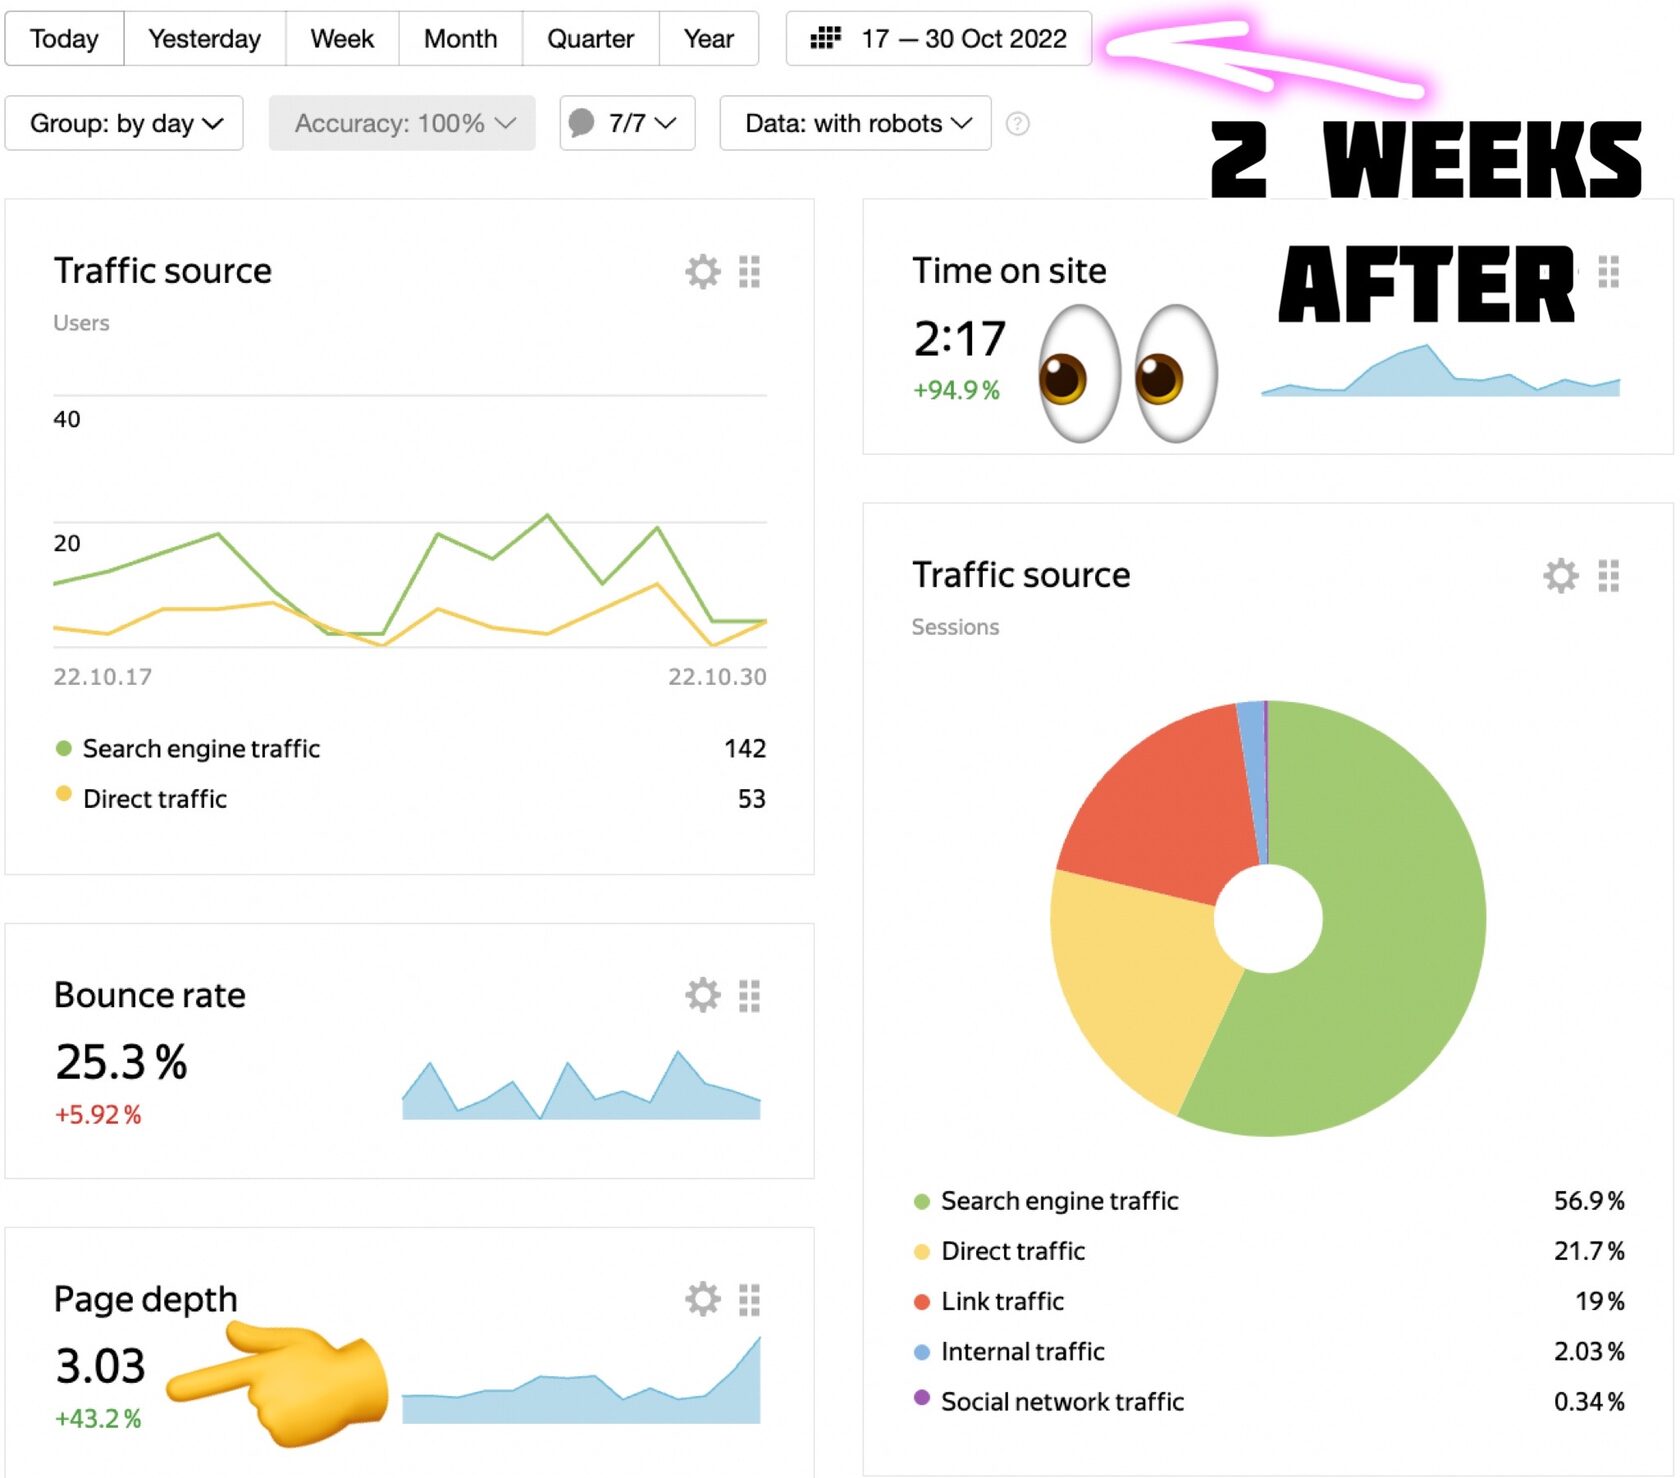 Today Yesterday Week Month Quarter Year 17 — 30 Oct 2022
Group: by day Accuracy: 100% 7/7 Data: with robots ?
2 WEEKS
AFTER
Traffic source
Users
40
20
22.10.17 22.10.30
Search engine traffic 142
Direct traffic 53
Bounce rate
25.3 %
+5.92 %
Page depth
3.03
+43.2 %
Time on site
2:17
+94.9 %
Traffic source
Sessions
Search engine traffic 56.9 %
Direct traffic 21.7 %
Link traffic 19 %
Internal traffic 2.03 %
Social network traffic 0.34 %